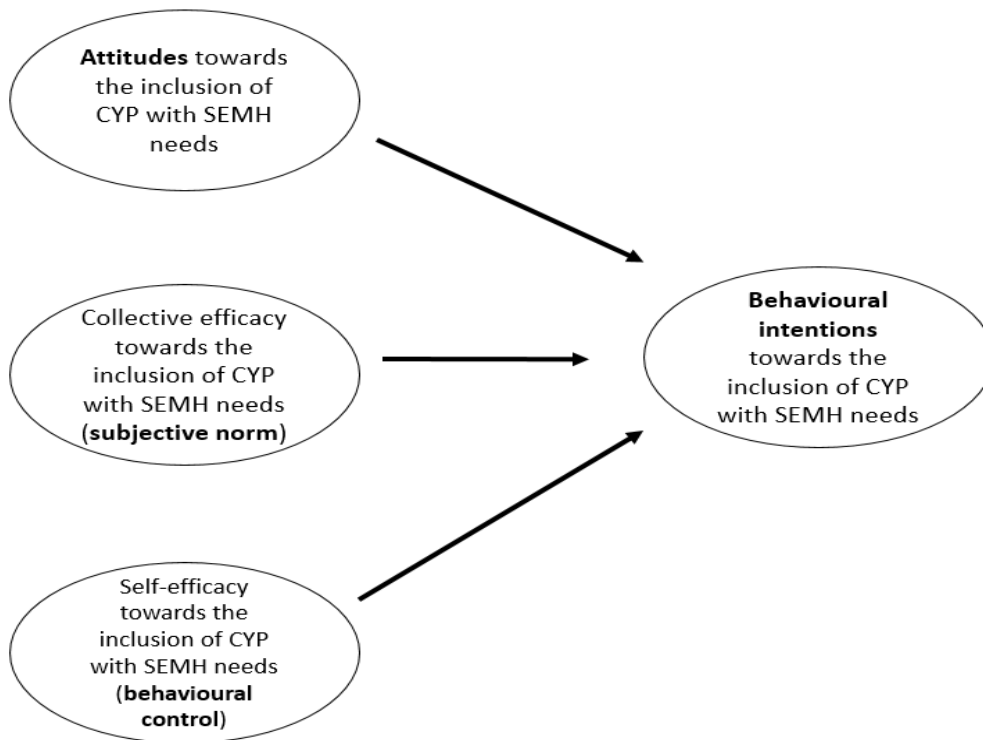 Attitudes towards
the inclusion of
CYP with SEMH
needs
Collective efficacy
towards the
inclusion of CYP
with SEMH needs
(subjective norm)
Behavioural
intentions
towards the
inclusion of CYP
with SEMH needs
Self-efficacy
towards the
inclusion of CYP
with SEMH needs
(behavioural
control)